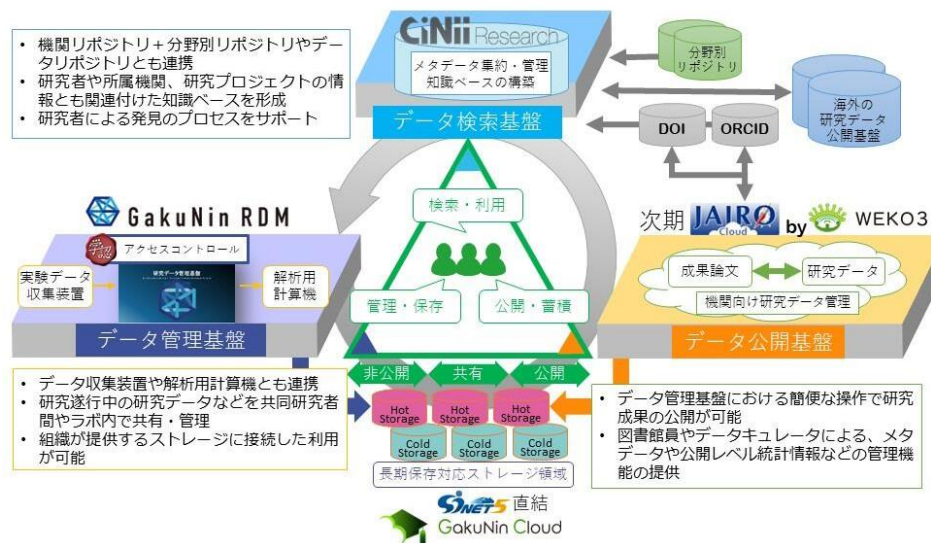 CiNii Research
メタデータ集約・管理
知識ベースの構築
データ検索基盤
• 機関リポジトリ+分野別リポジトリやデー
タリポジトリとも連携
• 研究者や所属機関、研究プロジェクトの情
報とも関連付けた知識ベースを形成
• 研究者による発見のプロセスをサポート
分野別
リポジトリ
海外の
研究データ
公開基盤
DOI
ORCID
GakuNin RDM
学認
アクセスコントロール
実験データ
収集装置
研究データ管理基盤
解析用
計算機
データ管理基盤
検索・利用
管理・保存
公開・蓄積
次期 JAIRO Cloud by WEKO3
成果論文
研究データ
機関向け研究データ管理
データ公開基盤
非公開
共有
公開
• データ収集装置や解析用計算機とも連携
• 研究遂行中の研究データなどを共同研究者
間やラボ内で共有・管理
• 組織が提供するストレージに接続した利用
が可能
Hot
Storage
Hot
Storage
Hot
Storage
Cold
Storage
Cold
Storage
Cold
Storage
長期保存対応ストレージ領域
SINET5 直結
GakuNin Cloud
• データ管理基盤における簡便な操作で研究
成果の公開が可能
• 図書館員やデータキュレータによる、メタ
データや公開レベル統計情報などの管理機
能の提供